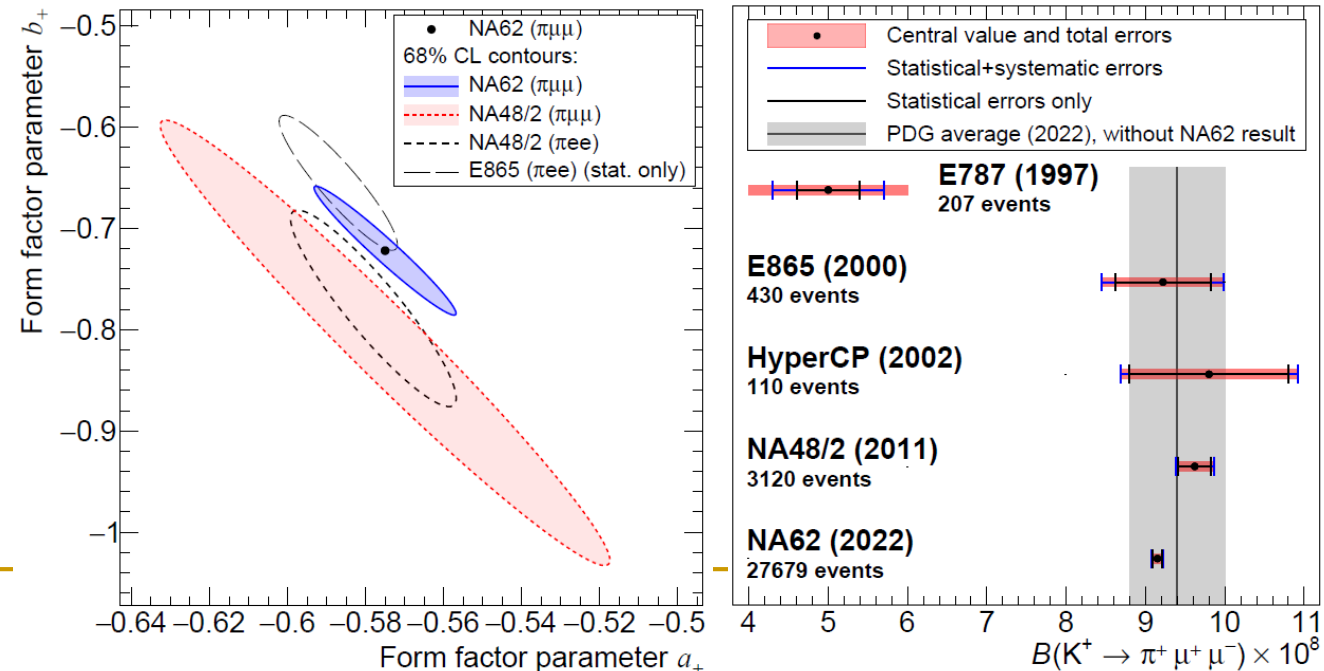 NA62 (πμμ)
68% CL contours:
NA62 (πμμ)
NA48/2 (πμμ)
NA48/2 (πee)
E865 (πee) (stat. only)
Form factor parameter b₊
−0.5
−0.6
−0.7
−0.8
−0.9
−1
−0.64 −0.62 −0.6 −0.58 −0.56 −0.54 −0.52 −0.5
Form factor parameter a₊
Central value and total errors
Statistical+systematic errors
Statistical errors only
PDG average (2022), without NA62 result
E787 (1997)
207 events
E865 (2000)
430 events
HyperCP (2002)
110 events
NA48/2 (2011)
3120 events
NA62 (2022)
27679 events
4 5 6 7 8 9 10 11
B(K⁺ → π⁺ μ⁺ μ⁻) × 10⁸